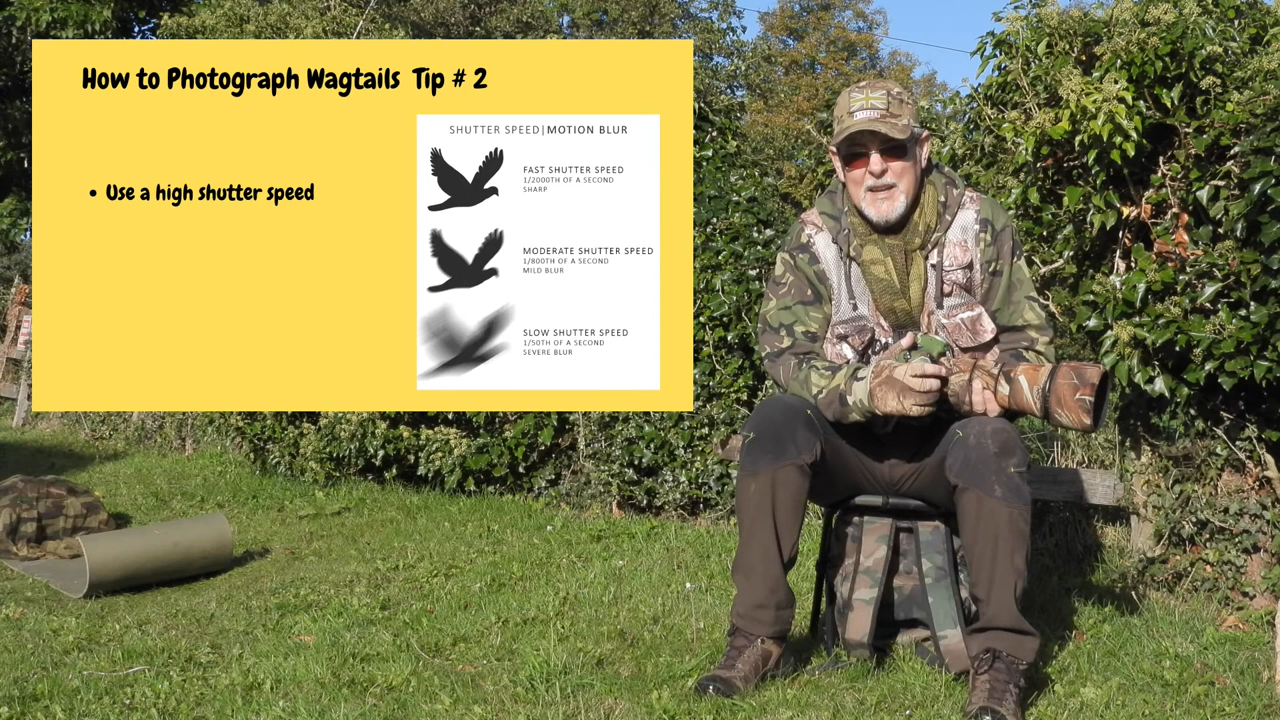 How to Photograph Wagtails Tip # 2
• Use a high shutter speed
SHUTTER SPEED|MOTION BLUR
FAST SHUTTER SPEED
1/2000TH OF A SECOND
SHARP
MODERATE SHUTTER SPEED
1/800TH OF A SECOND
MILD BLUR
SLOW SHUTTER SPEED
1/50TH OF A SECOND
SEVERE BLUR